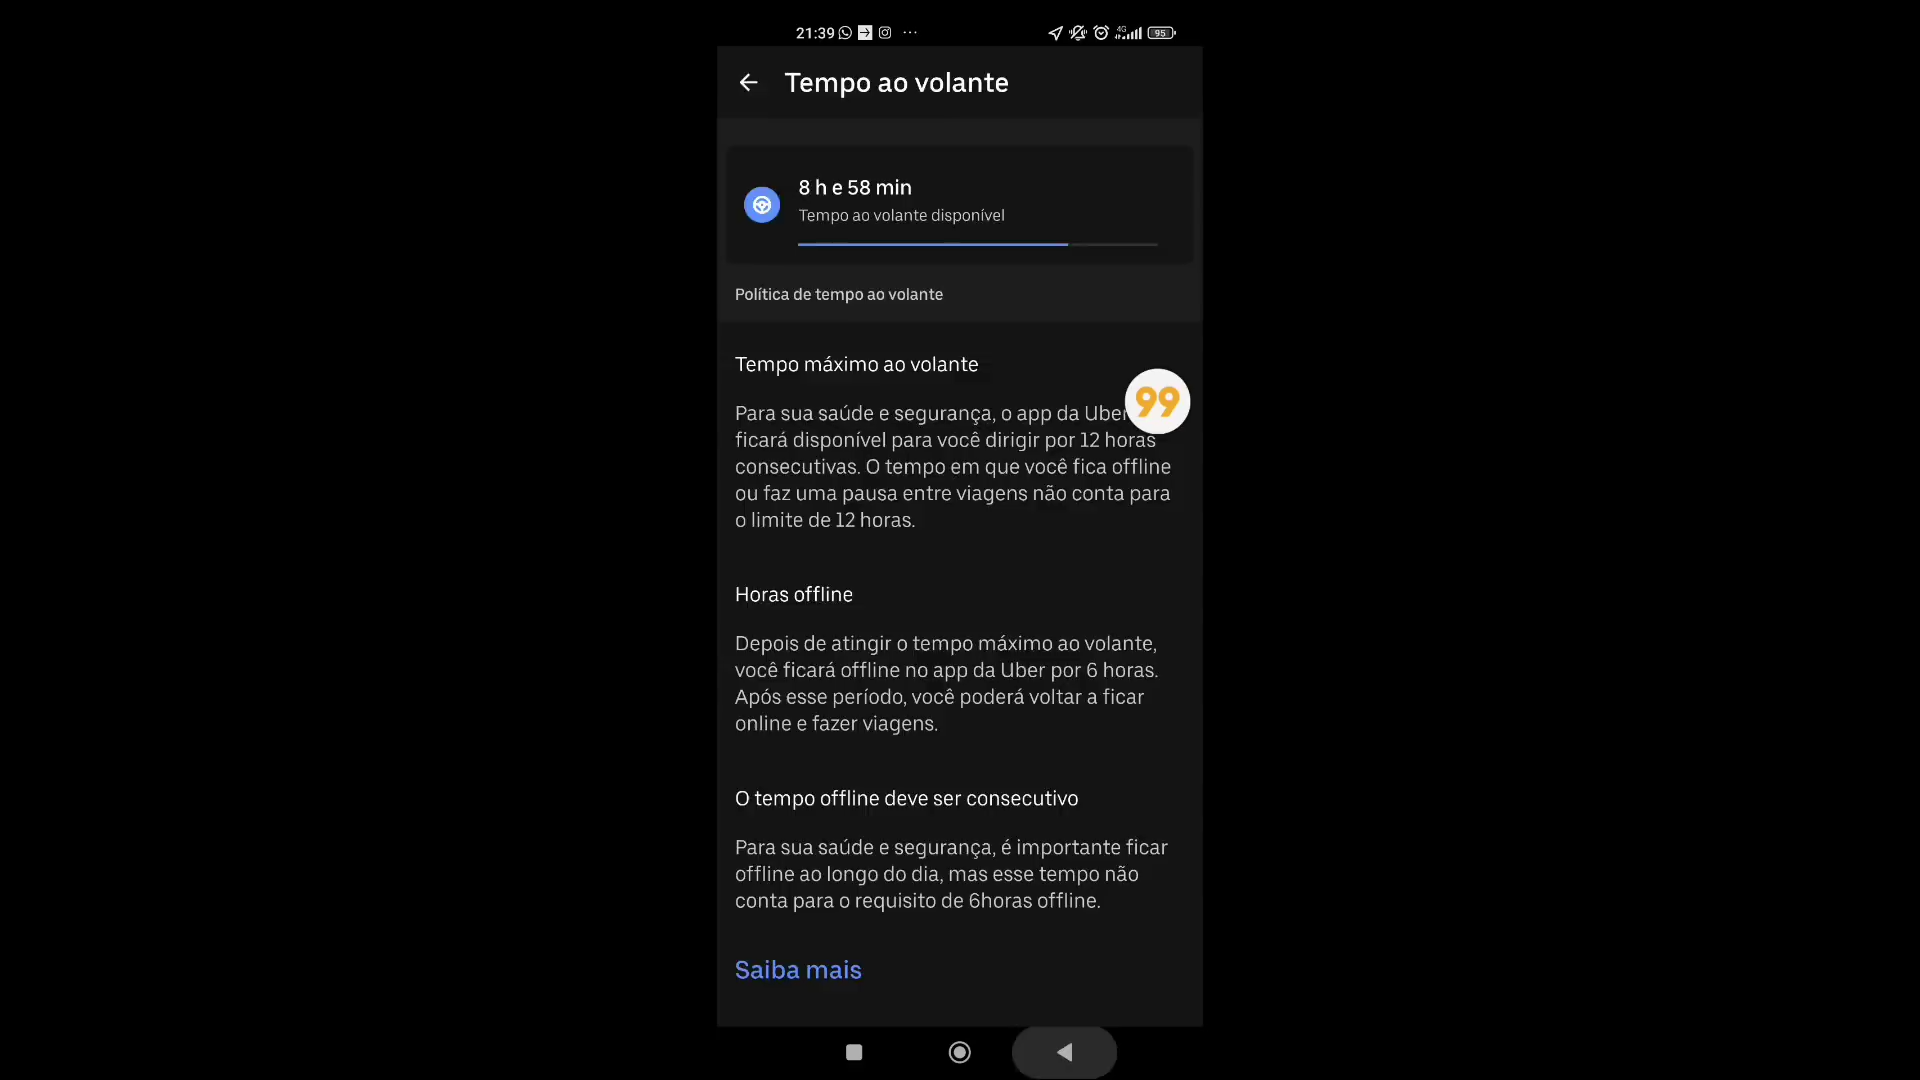 21:39
4G
95
Tempo ao volante
8 h e 58 min
Tempo ao volante disponível
Política de tempo ao volante
Tempo máximo ao volante
Para sua saúde e segurança, o app da Uber
99
ficará disponível para você dirigir por 12 horas
consecutivas. O tempo em que você fica offline
ou faz uma pausa entre viagens não conta para
o limite de 12 horas.
Horas offline
Depois de atingir o tempo máximo ao volante,
você ficará offline no app da Uber por 6 horas.
Após esse período, você poderá voltar a ficar
online e fazer viagens.
O tempo offline deve ser consecutivo
Para sua saúde e segurança, é importante ficar
offline ao longo do dia, mas esse tempo não
conta para o requisito de 6horas offline.
Saiba mais